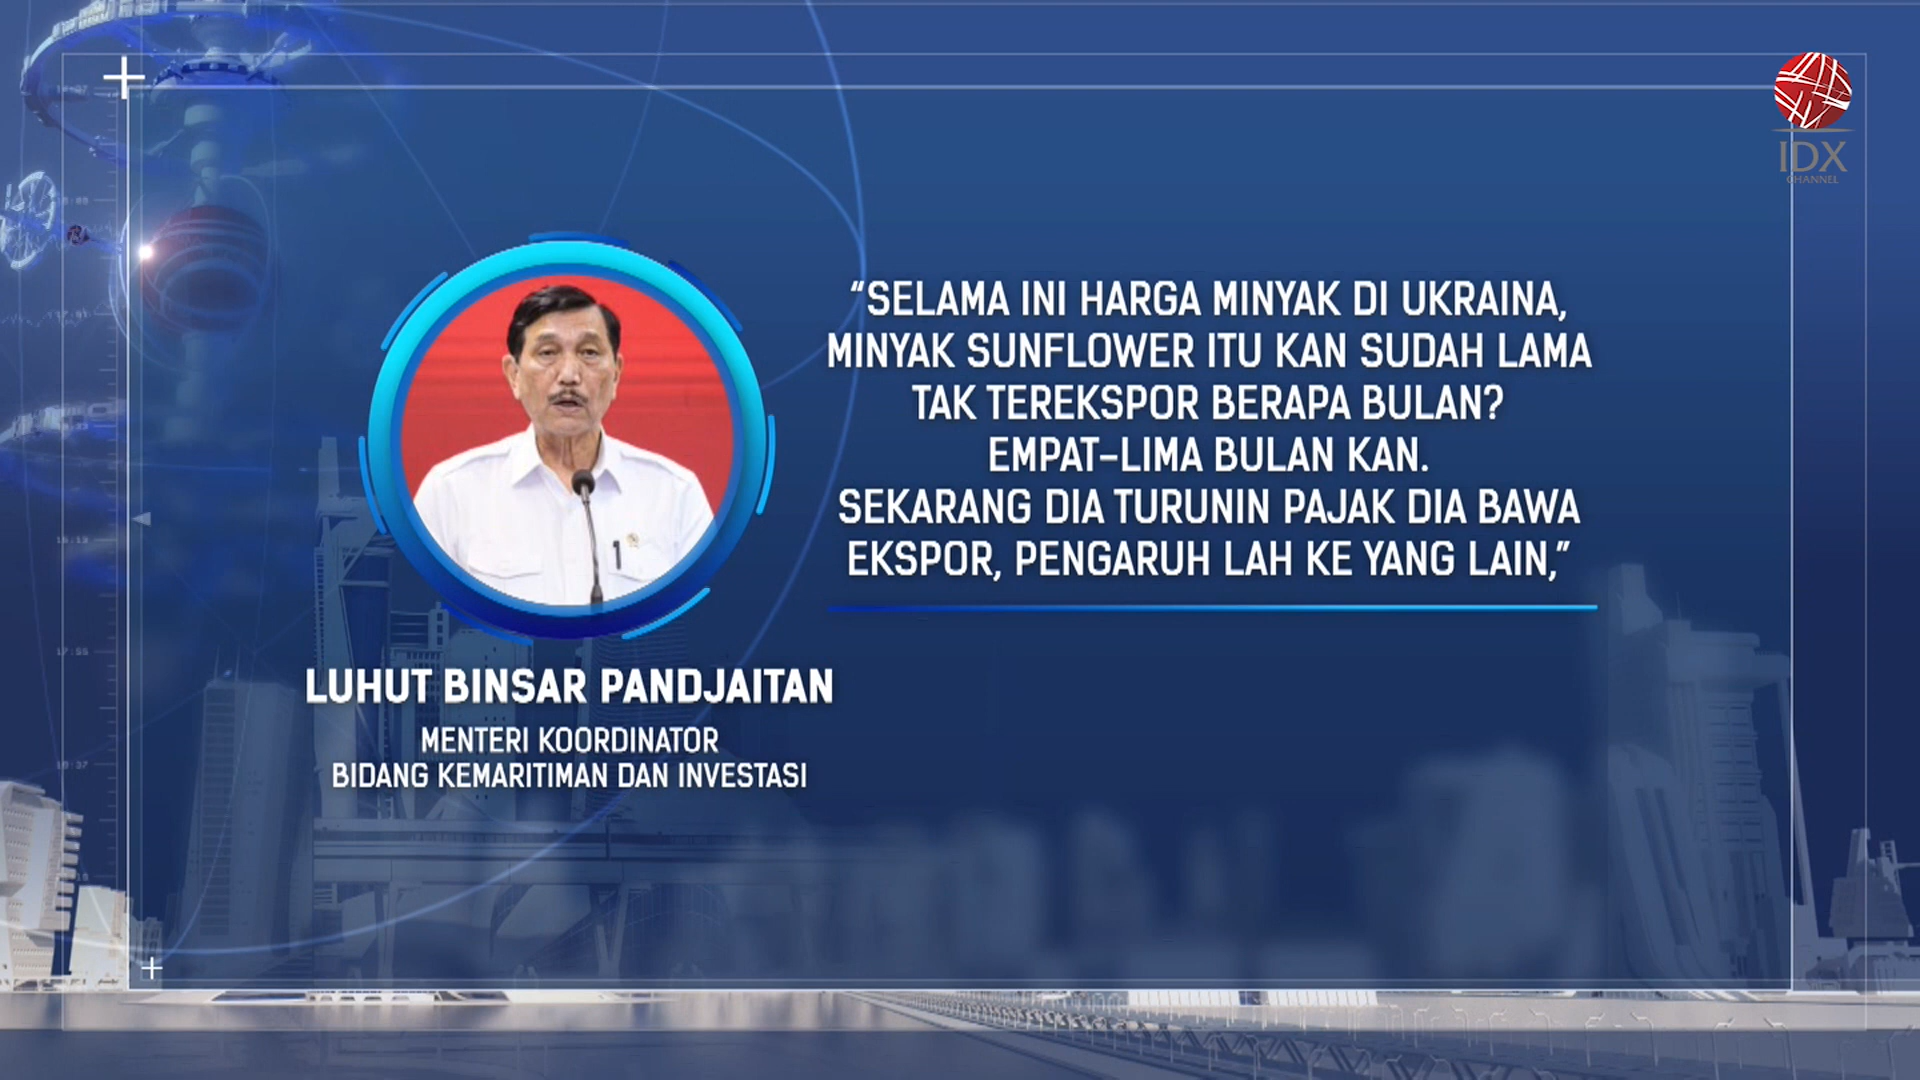 IDX
CHANNEL
“SELAMA INI HARGA MINYAK DI UKRAINA,
MINYAK SUNFLOWER ITU KAN SUDAH LAMA
TAK TEREKSPOR BERAPA BULAN?
EMPAT-LIMA BULAN KAN.
SEKARANG DIA TURUNIN PAJAK DIA BAWA
EKSPOR, PENGARUH LAH KE YANG LAIN,”
LUHUT BINSAR PANDJAITAN
MENTERI KOORDINATOR
BIDANG KEMARITIMAN DAN INVESTASI